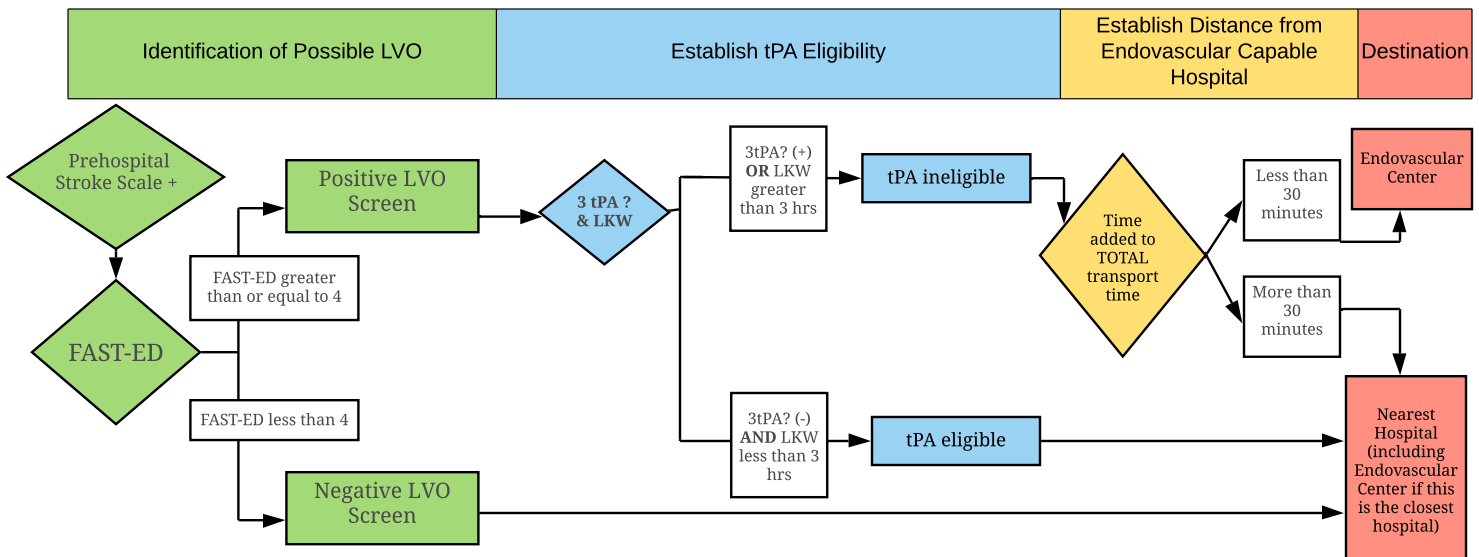 Identification of Possible LVO
Establish tPA Eligibility
Establish Distance from
Endovascular Capable
Hospital
Destination
Prehospital
Stroke Scale +
FAST-ED
FAST-ED greater
than or equal to 4
FAST-ED less than 4
Positive LVO
Screen
Negative LVO
Screen
3 tPA ?
& LKW
3tPA? (+)
OR LKW
greater
than 3 hrs
tPA ineligible
3tPA? (-)
AND LKW
less than 3
hrs
tPA eligible
Time
added to
TOTAL
transport
time
Less than
30
minutes
More than
30
minutes
Endovascular
Center
Nearest
Hospital
(including
Endovascular
Center if this
is the closest
hospital)